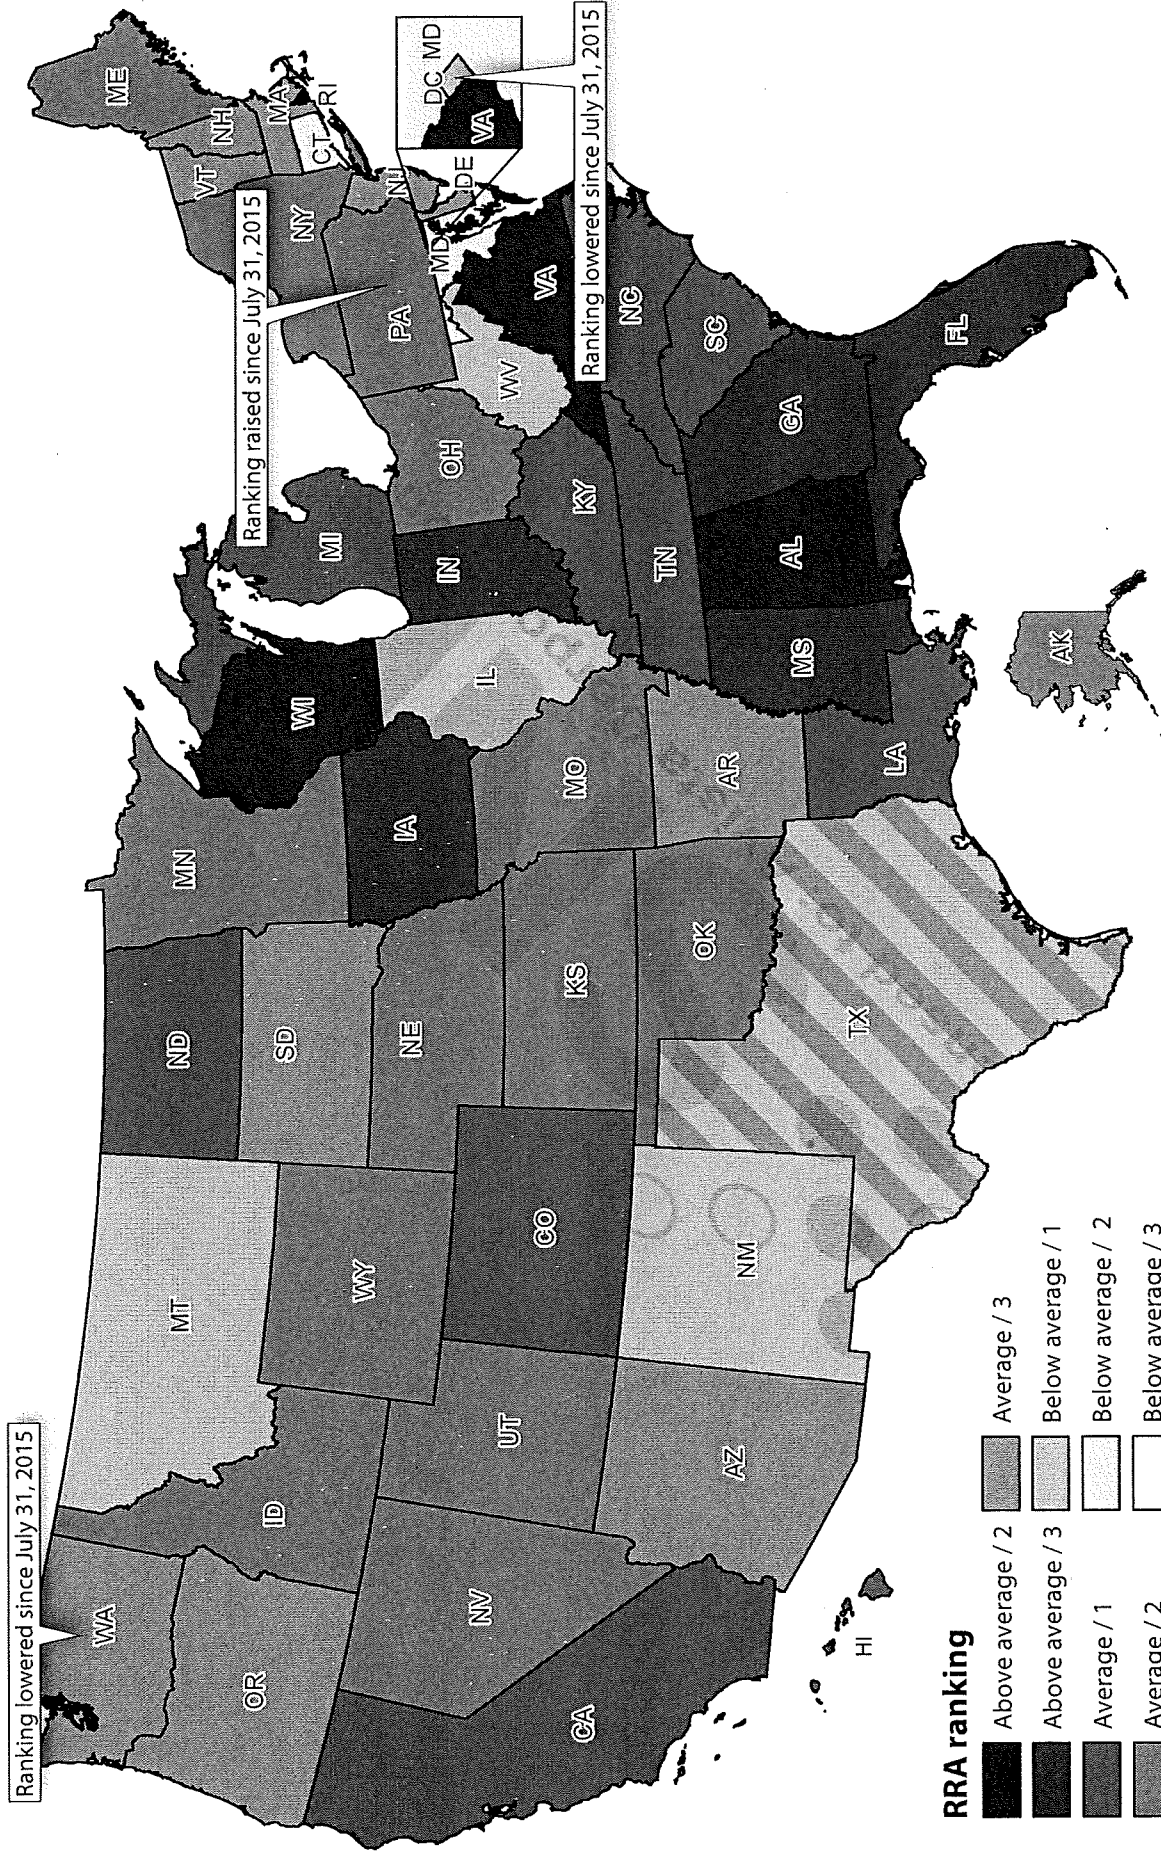 Ranking lowered since July 31, 2015
Ranking raised since July 31, 2015
Ranking lowered since July 31, 2015
WA
OR
CA
NV
ID
MT
WY
UT
AZ
CO
NM
ND
SD
NE
KS
OK
TX
MN
IA
MO
AR
LA
WI
IL
MI
IN
OH
KY
TN
MS
AL
GA
FL
SC
NC
VA
WV
PA
NY
VT
NH
ME
MA
RI
CT
NJ
DE
MD
DC
MD
VA
AK
HI
RRA ranking
Above average / 2
Above average / 3
Average / 1
Average / 2
Average / 3
Below average / 1
Below average / 2
Below average / 3